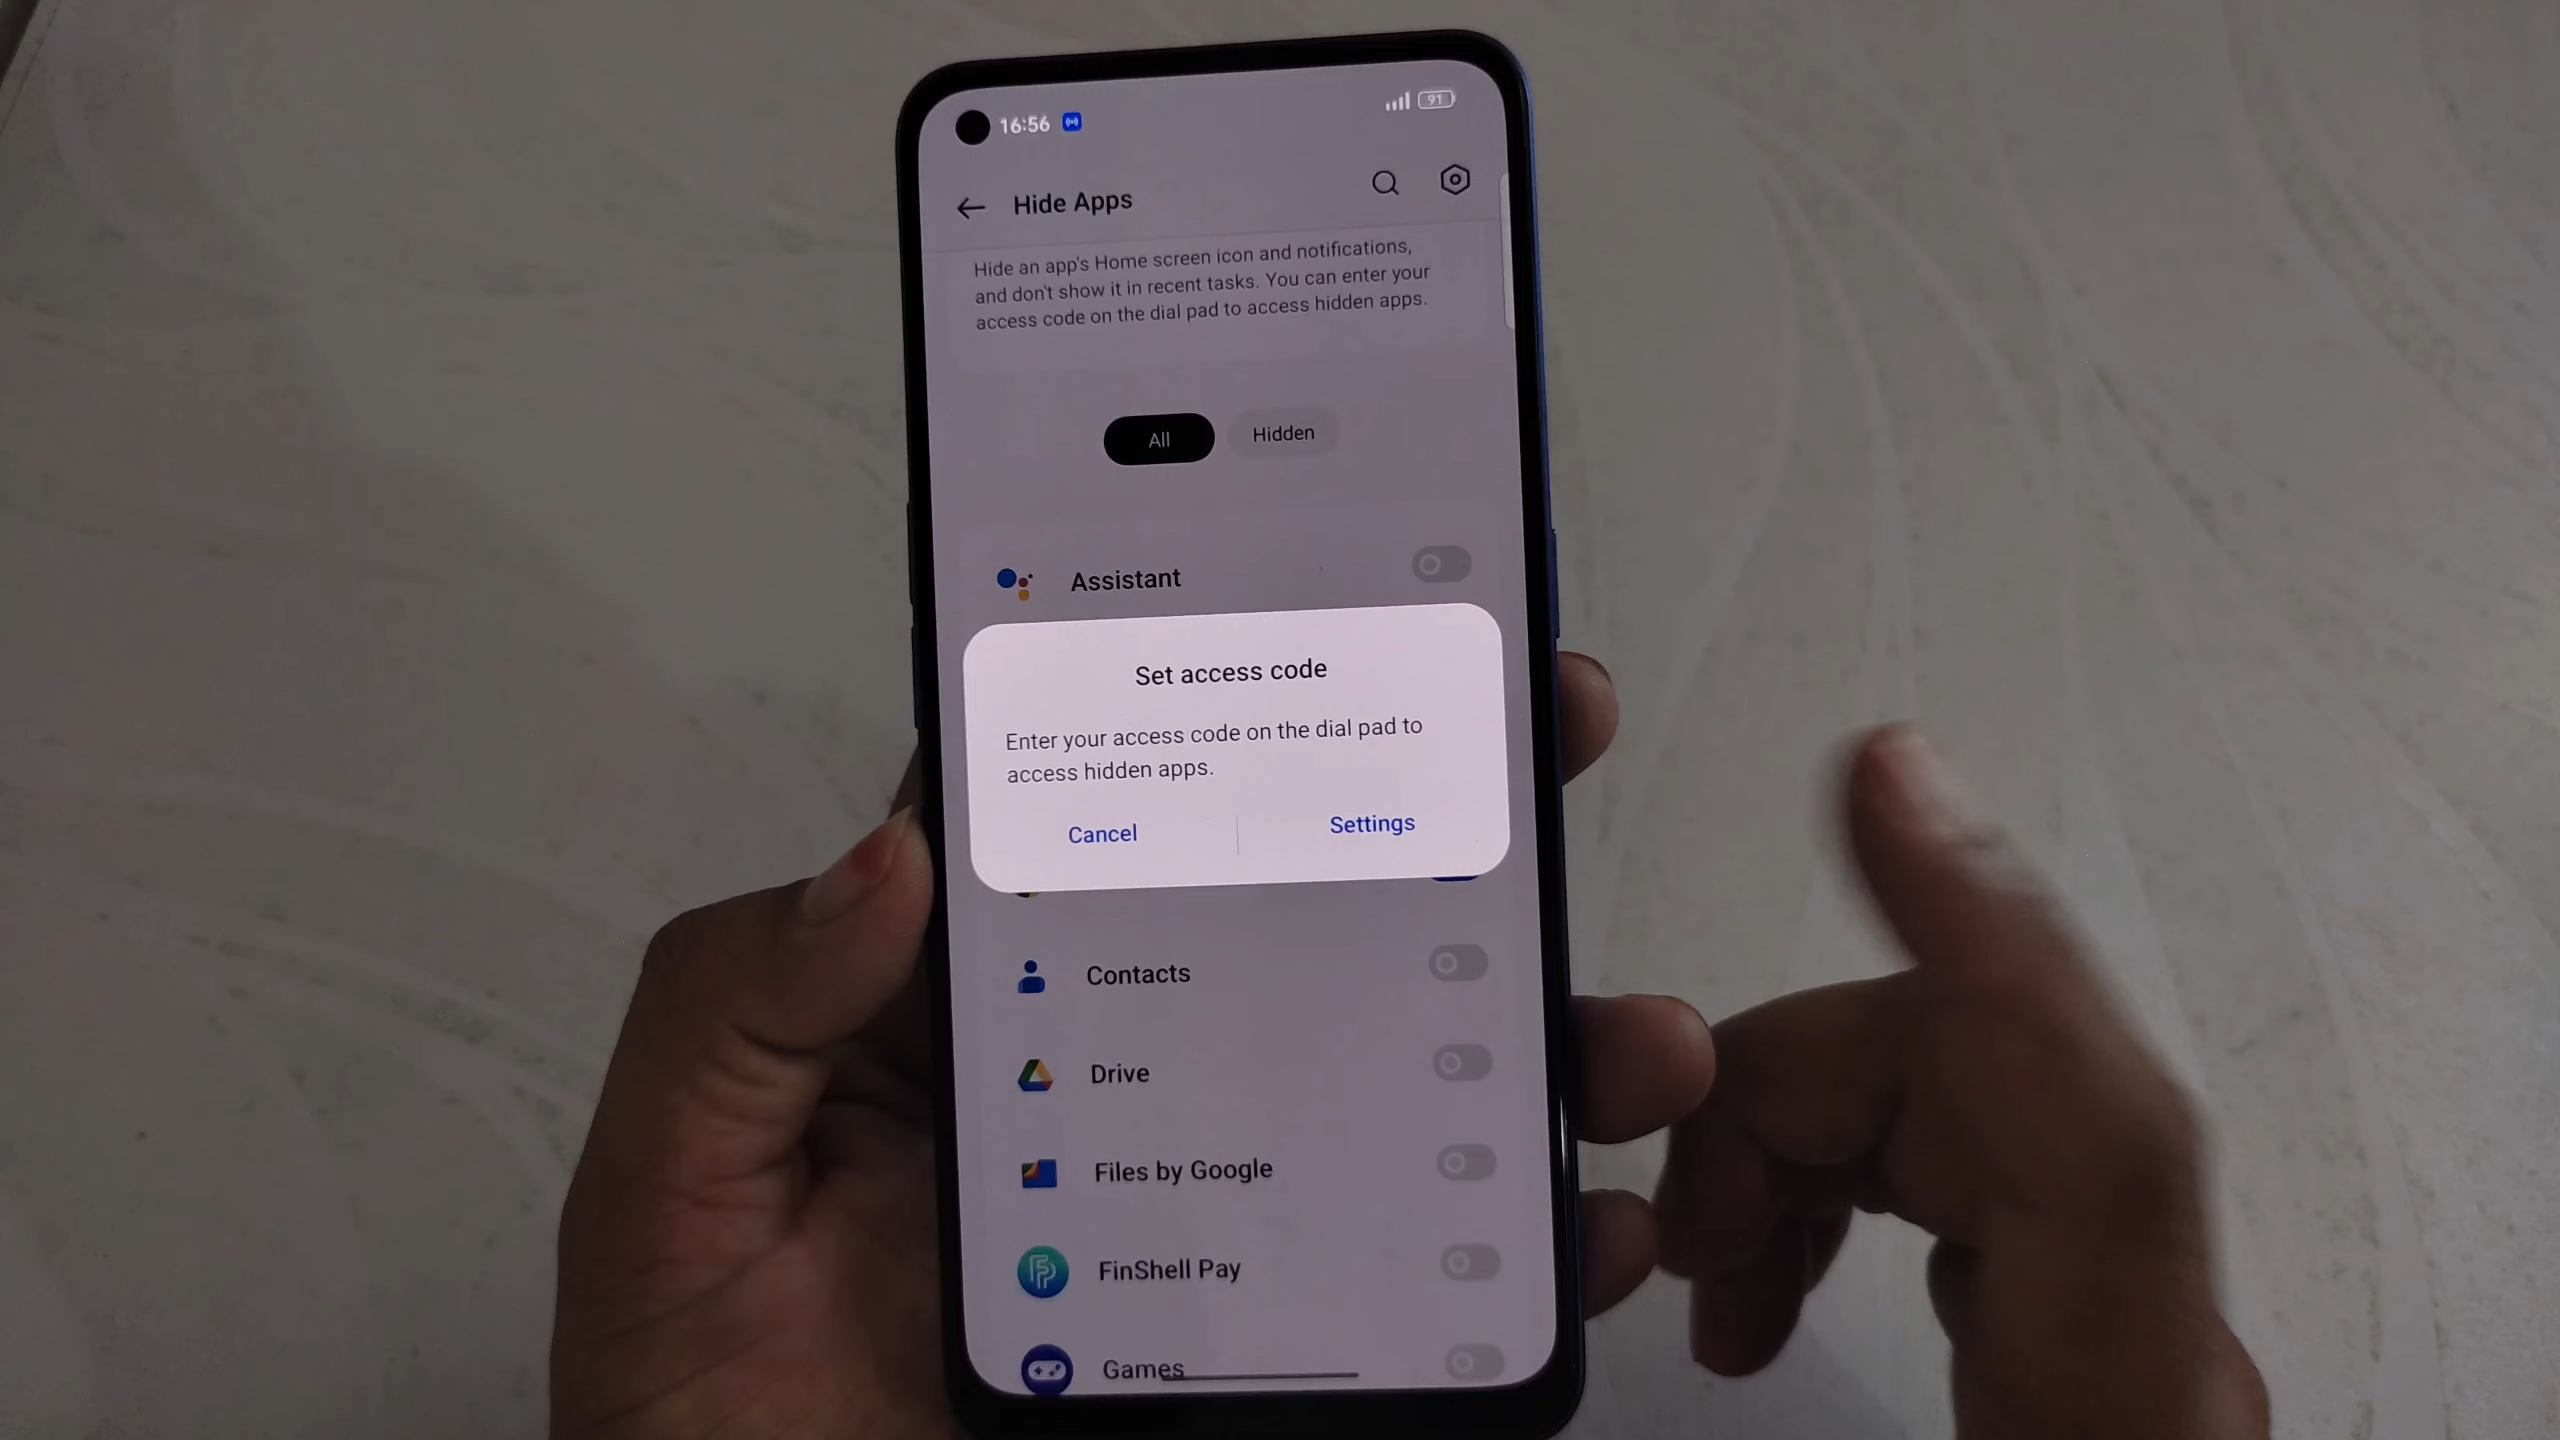 16:56
91
Hide Apps
Hide an app's Home screen icon and notifications,
and don't show it in recent tasks. You can enter your
access code on the dial pad to access hidden apps.
All
Hidden
Assistant
Set access code
Enter your access code on the dial pad to
access hidden apps.
Cancel
Settings
Contacts
Drive
Files by Google
FinShell Pay
Games